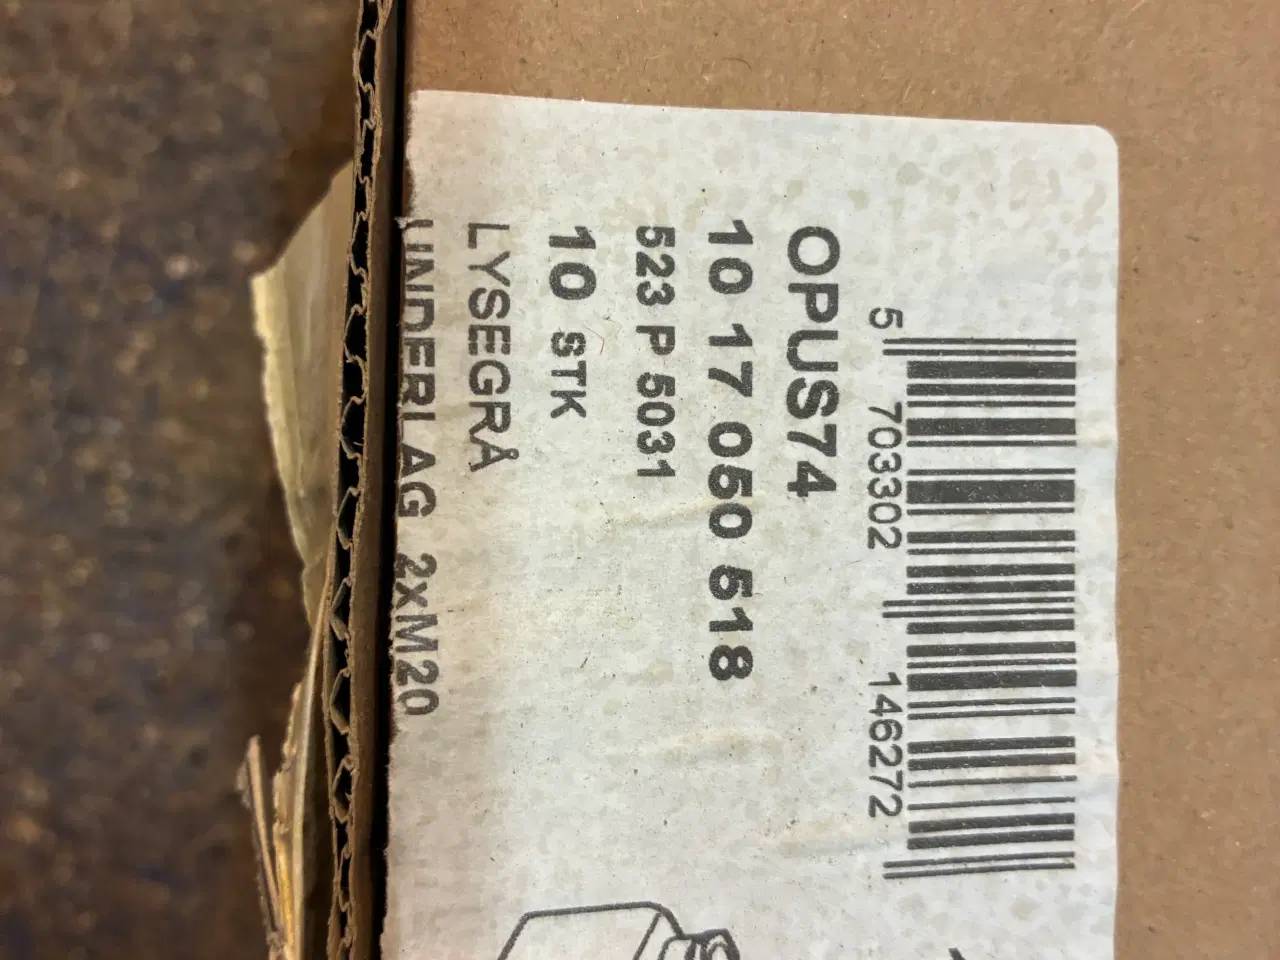 5 703302 146272
OPUS74
10 17 050 518
523 P 5031
10 STK
LYSEGRÅ
UNDERLAG 2xM20